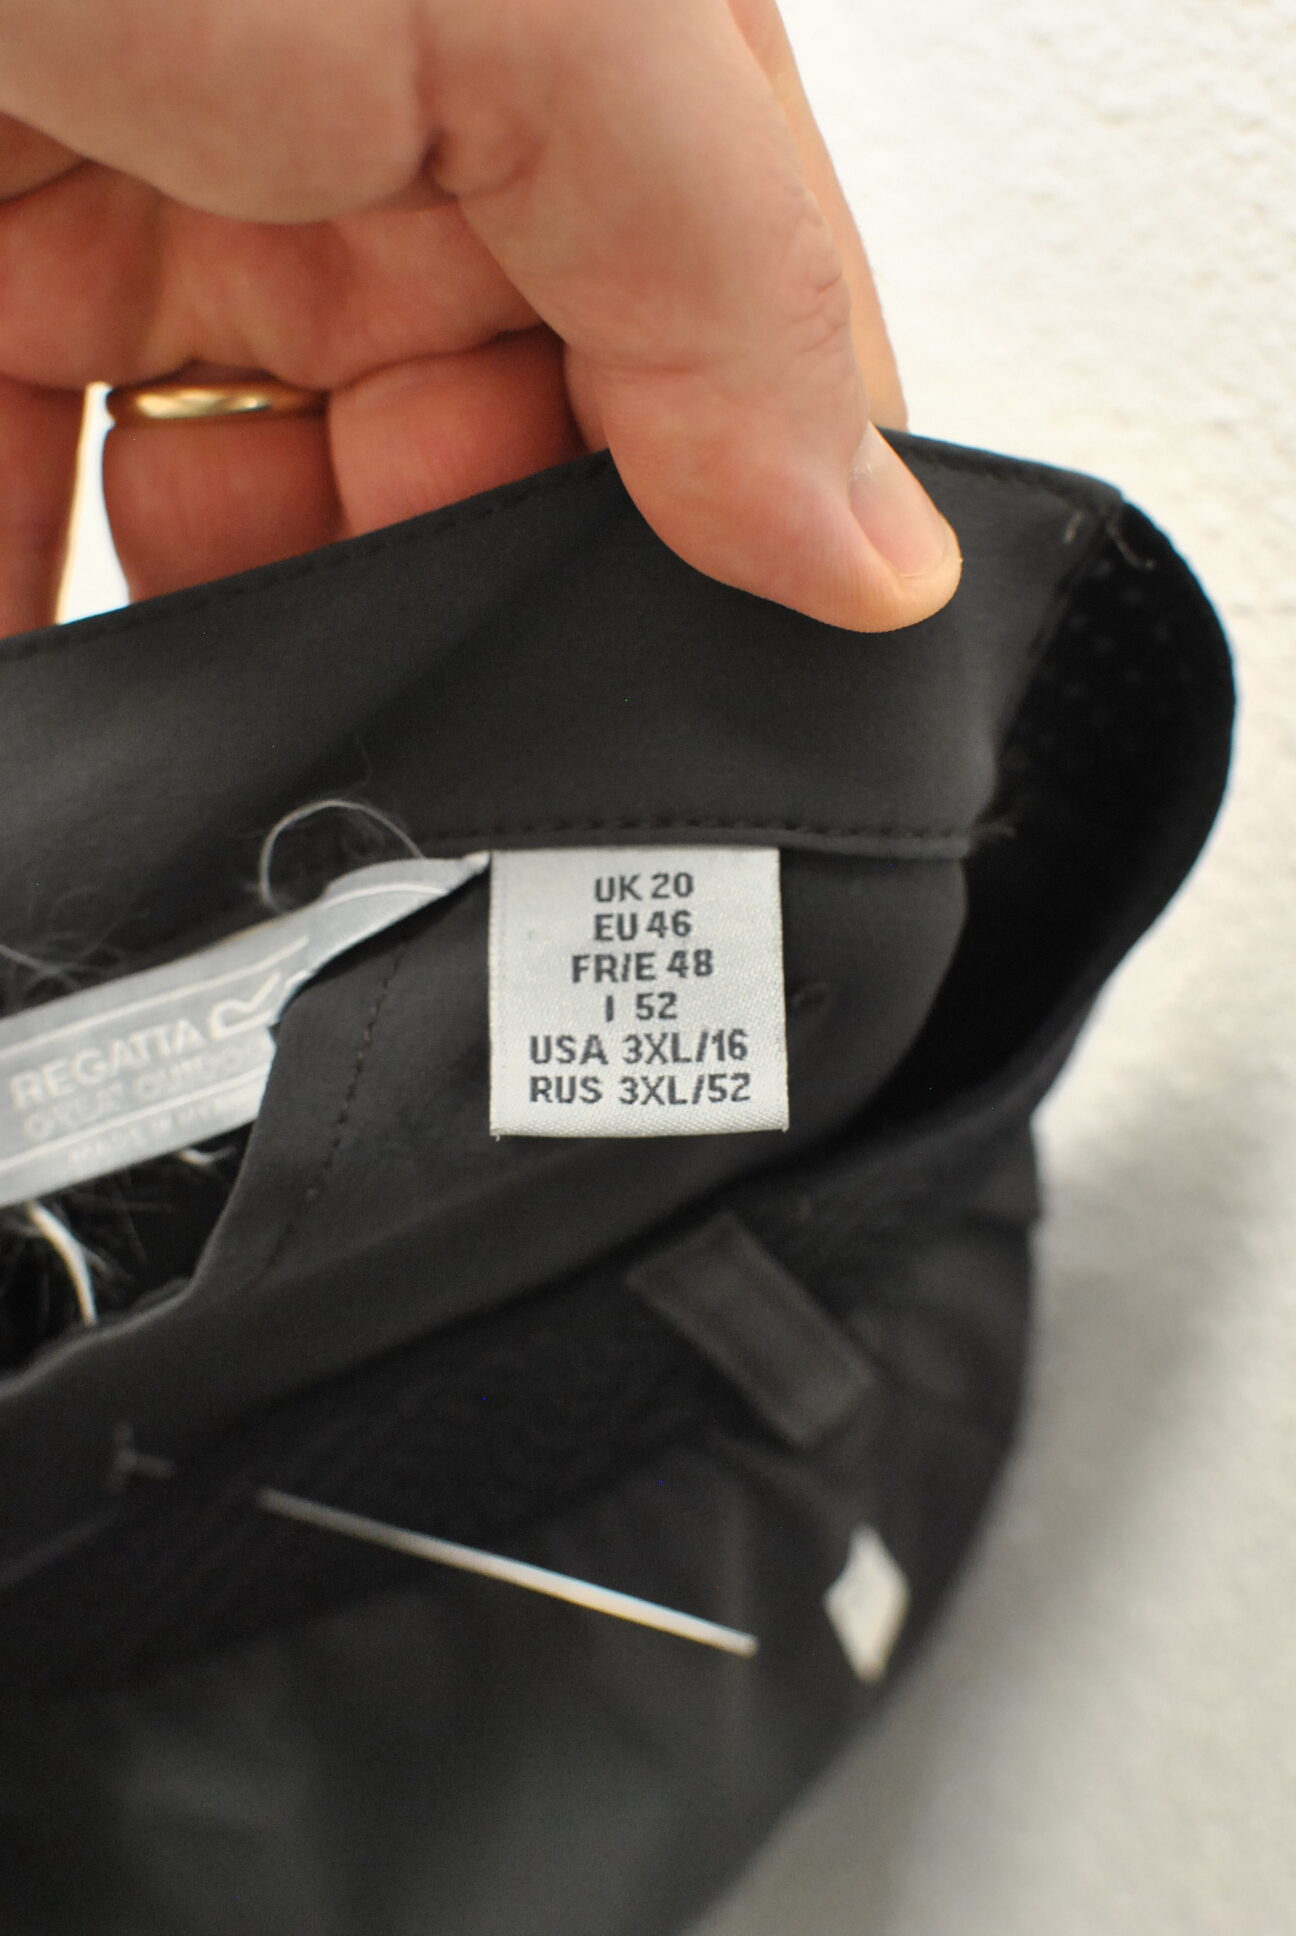 UK 20
EU 46
FR/E 48
I 52
USA 3XL/16
RUS 3XL/52
REGATTA